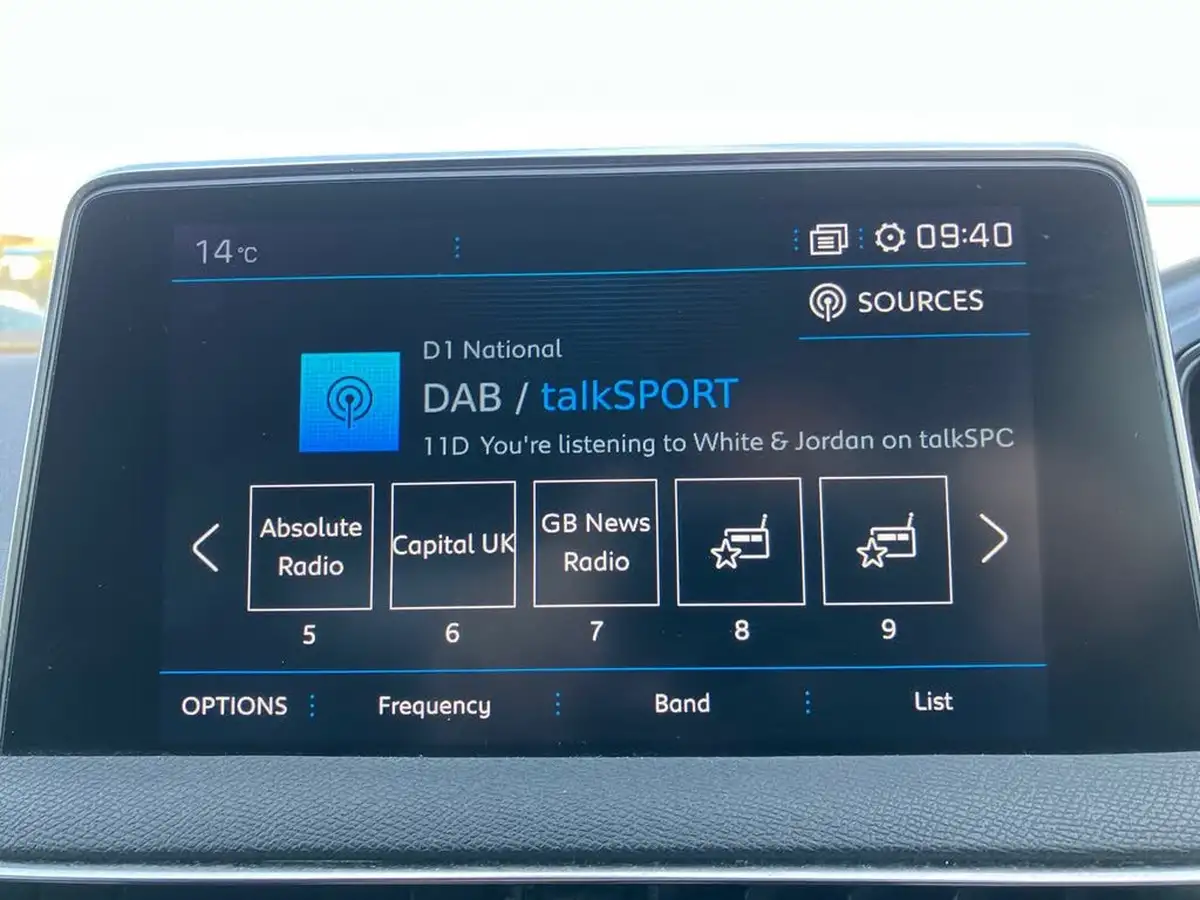 14°C
09:40
SOURCES
D1 National
DAB / talkSPORT
11D You're listening to White & Jordan on talkSPC
Absolute
Radio
Capital UK
GB News
Radio
5
6
7
8
9
OPTIONS
Frequency
Band
List